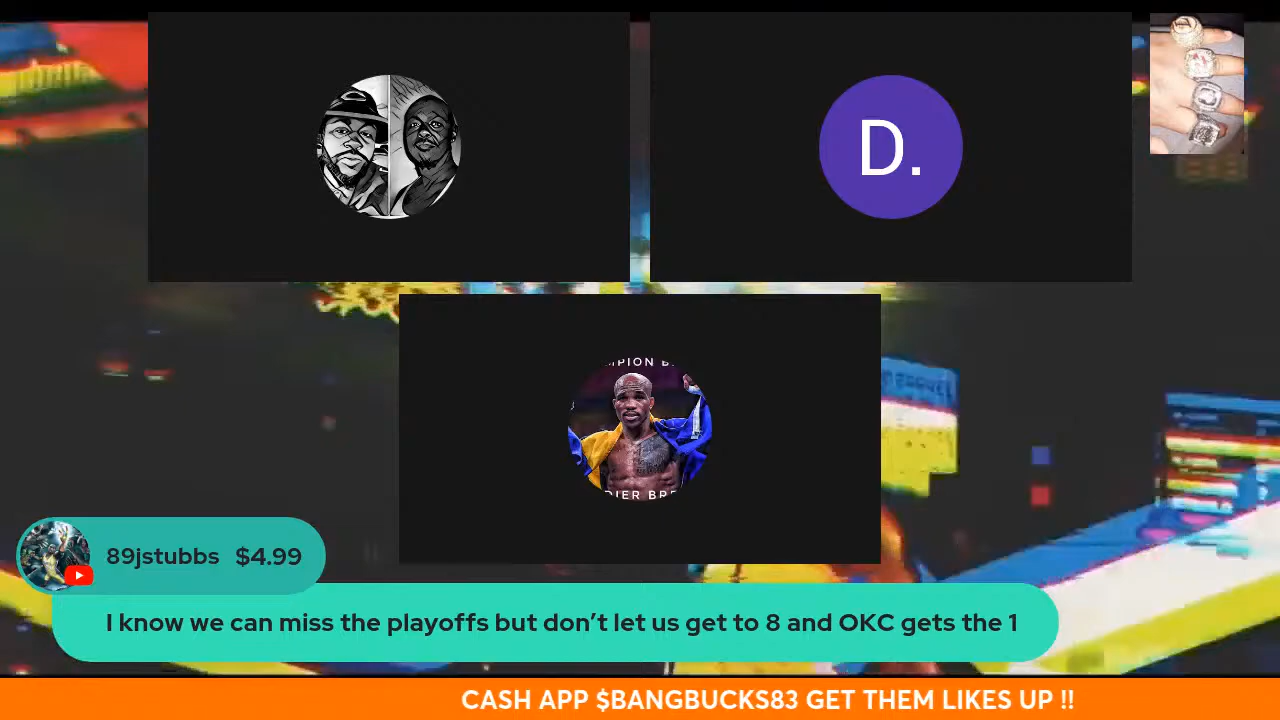 D.
89jstubbs $4.99
I know we can miss the playoffs but don’t let us get to 8 and OKC gets the 1
CASH APP $BANGBUCKS83 GET THEM LIKES UP !!